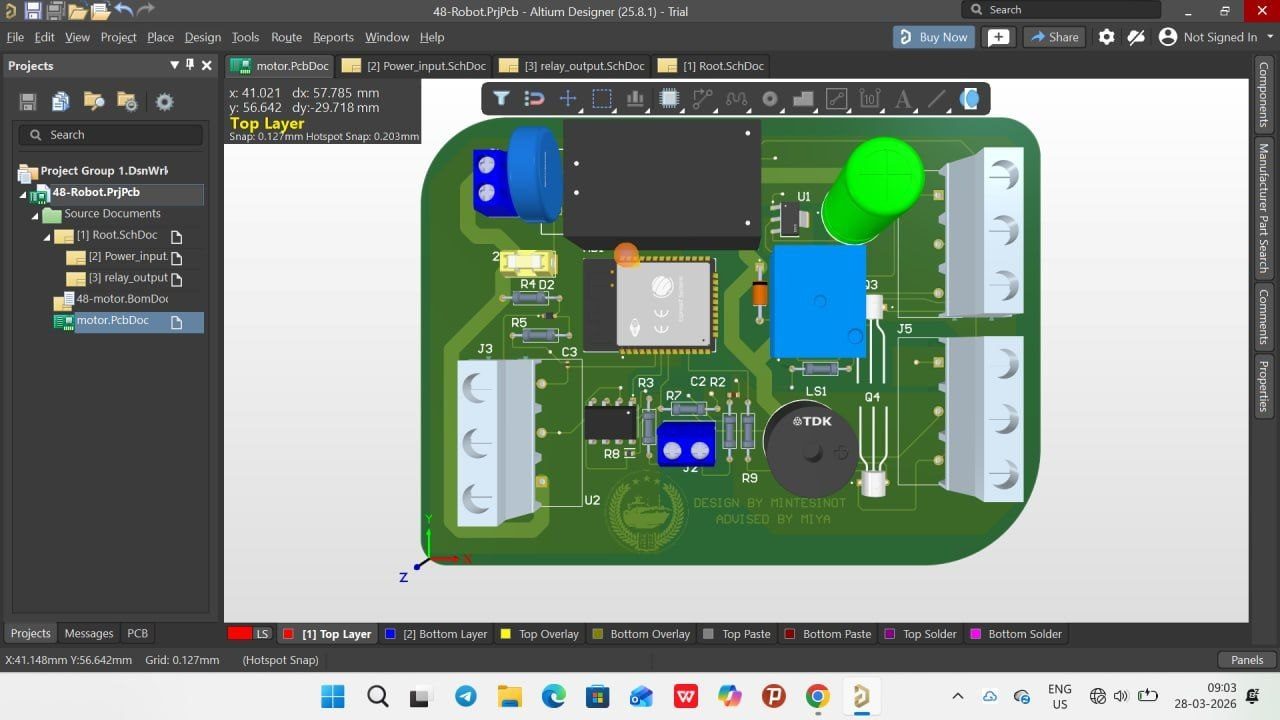 48-Robot.PrjPcb - Altium Designer (25.8.1) - Trial
Search
File Edit View Project Place Design Tools Route Reports Window Help
Buy Now
Share
Not Signed In
Projects
motor.PcbDoc
[2] Power_input.SchDoc
[3] relay_output.SchDoc
[1] Root.SchDoc
x: 41.021 dx: 57.785 mm
y: 56.642 dy:-29.718 mm
Top Layer
Snap: 0.127mm Hotspot Snap: 0.203mm
Search
Project Group 1.DsnWrk
48-Robot.PrjPcb
Source Documents
[1] Root.SchDoc
[2] Power_input.
[3] relay_output
48-motor.BomDoc
motor.PcbDoc
U1
2
R4 D2
R5
J3
C3
Q3
J5
R3
C2 R2
R7
LS1
Q4
TDK
R8
J2
R9
U2
DESIGN BY MINTESINOT
ADVISED BY MIYA
Y
X
Z
Components
Manufacturer Part Search
Comments
Properties
Projects Messages PCB
LS
[1] Top Layer
[2] Bottom Layer
Top Overlay
Bottom Overlay
Top Paste
Bottom Paste
Top Solder
Bottom Solder
X:41.148mm Y:56.642mm Grid: 0.127mm (Hotspot Snap)
Panels
ENG
US
09:03
28-03-2026